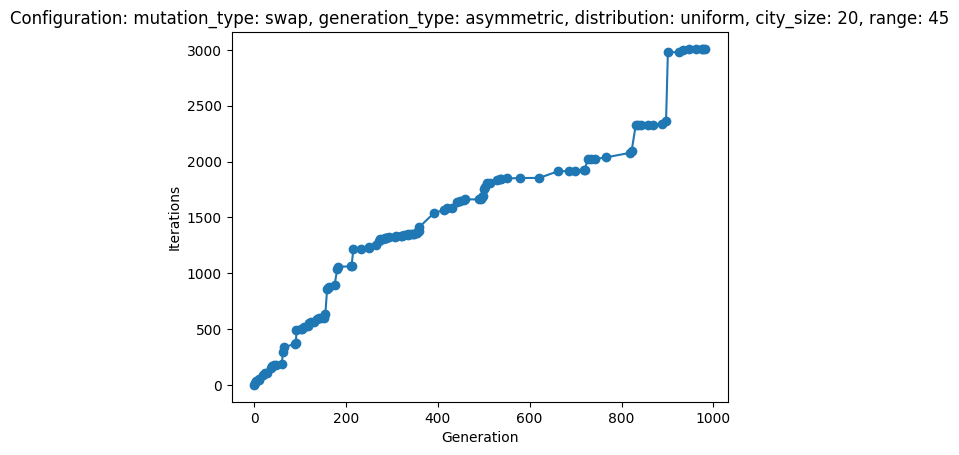 Configuration: mutation_type: swap, generation_type: asymmetric, distribution: uniform, city_size: 20, range: 45
3000
2500
2000
1500
1000
500
0
Iterations
0 200 400 600 800 1000
Generation